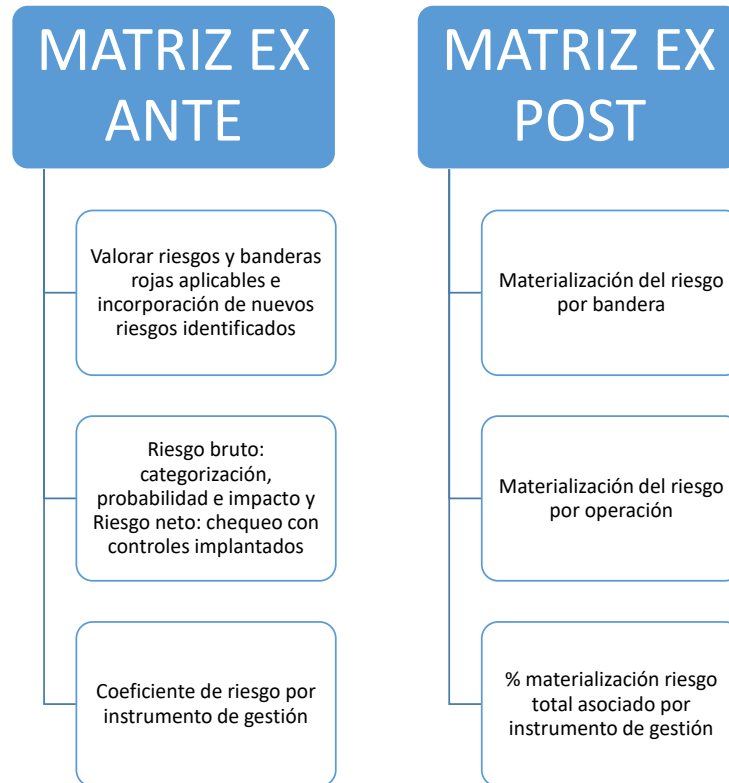 MATRIZ EX
ANTE
Valorar riesgos y banderas
rojas aplicables e
incorporación de nuevos
riesgos identificados
Riesgo bruto:
categorización,
probabilidad e impacto y
Riesgo neto: chequeo con
controles implantados
Coeficiente de riesgo por
instrumento de gestión
MATRIZ EX
POST
Materialización del riesgo
por bandera
Materialización del riesgo
por operación
% materialización riesgo
total asociado por
instrumento de gestión